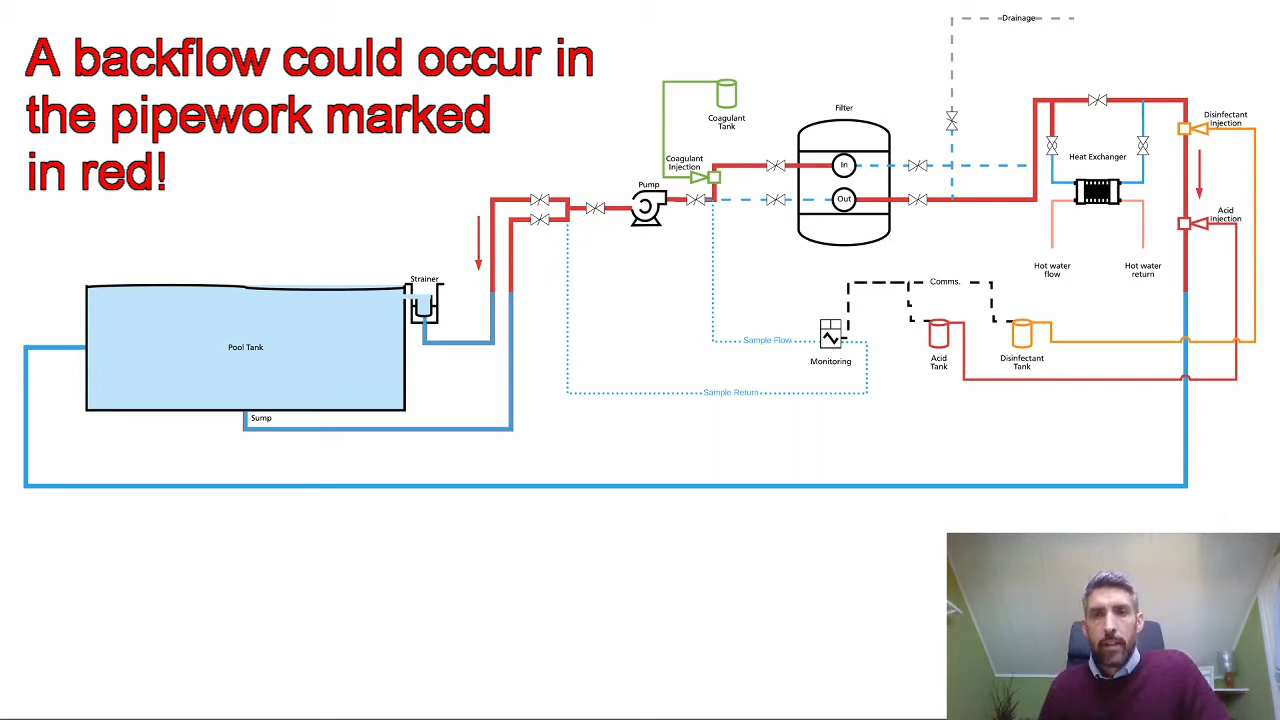 A backflow could occur in
the pipework marked
in red!
Drainage
Coagulant
Tank
Filter
Disinfectant
Injection
Coagulant
Injection
In
Heat Exchanger
Pump
Out
Acid
Injection
Hot water
flow
Hot water
return
Strainer
Comms.
Pool Tank
Sample Flow
Monitoring
Acid
Tank
Disinfectant
Tank
Sample Return
Sump